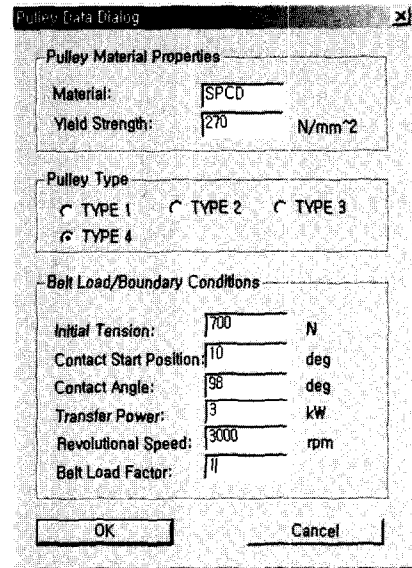 Pulley Data Dialog
Pulley Material Properties
Material: SPCD
Yield Strength: 270 N/mm^2
Pulley Type
TYPE 1 TYPE 2 TYPE 3
TYPE 4
Belt Load/Boundary Conditions
Initial Tension: 700 N
Contact Start Position: 10 deg
Contact Angle: 98 deg
Transfer Power: 3 kW
Revolutional Speed: 3000 rpm
Belt Load Factor: 1
OK Cancel